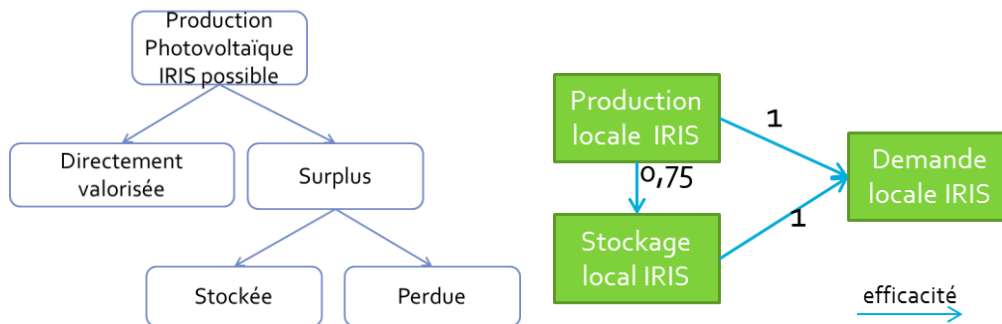 Production
Photovoltaïque
IRIS possible
Directement
valorisée
Surplus
Stockée
Perdue
Production
locale IRIS
1
0,75
Demande
locale IRIS
Stockage
local IRIS
1
efficacité